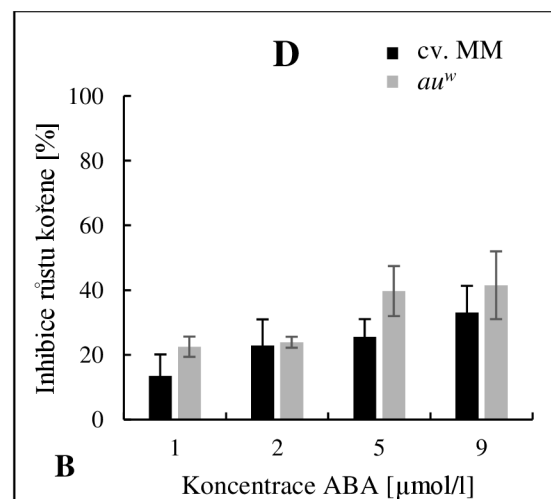 D
cv. MM
au^w
Inhibice růstu kořene [%]
100
80
60
40
20
0
1 2 5 9
B
Koncentrace ABA [µmol/l]